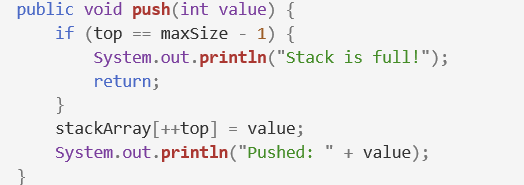 public void push(int value) {
    if (top == maxSize - 1) {
        System.out.println("Stack is full!");
        return;
    }
    stackArray[++top] = value;
    System.out.println("Pushed: " + value);
}